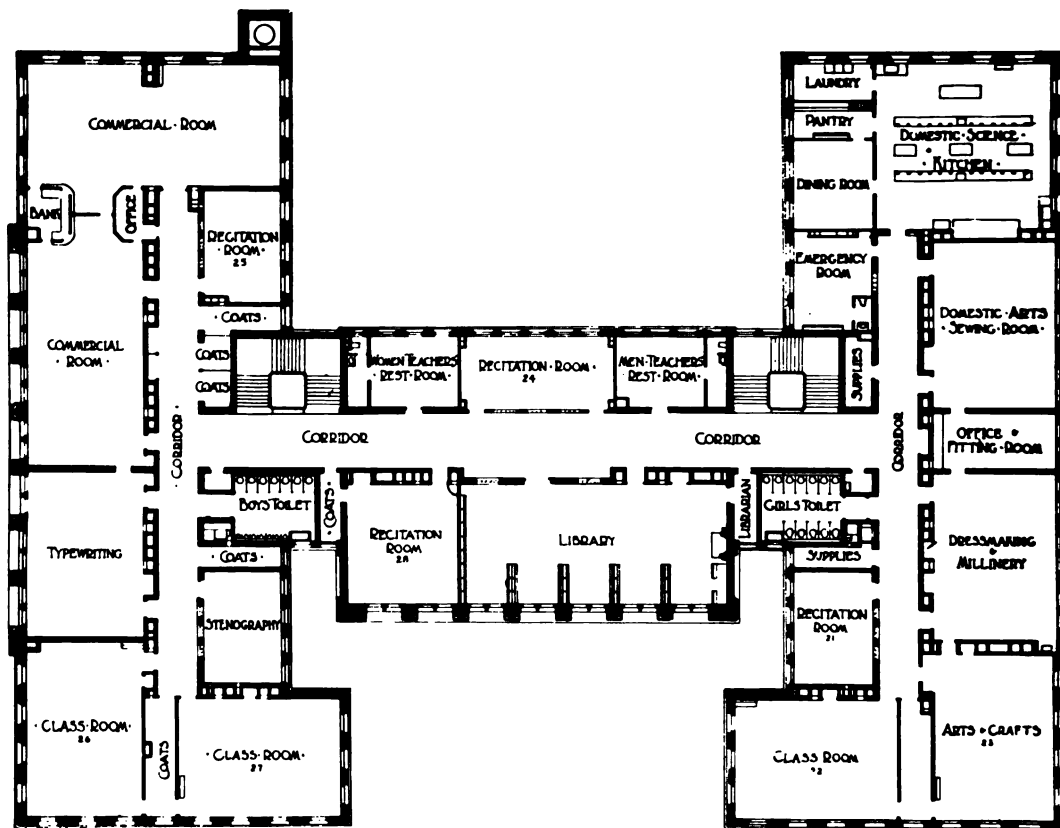 COMMERCIAL · ROOM
LAUNDRY
PANTRY
DOMESTIC · SCIENCE ·
· KITCHEN ·
DINING ROOM
BANK
OFFICE
RECITATION
· ROOM ·
25
EMERGENCY
ROOM
· COATS ·
DOMESTIC · ARTS
· SEWING · ROOM ·
COMMERCIAL
· ROOM
COATS
COATS
WOMEN TEACHERS'
· REST · ROOM ·
RECITATION · ROOM ·
24
MEN · TEACHERS'
REST · ROOM ·
SUPPLIES
· CORRIDOR ·
CORRIDOR
CORRIDOR
CORRIDOR
OFFICE &
FITTING · ROOM
BOYS TOILET
· COATS ·
LIBRARIAN
GIRLS TOILET
TYPEWRITING
RECITATION
ROOM
LIBRARY
DRESSMAKING
&
MILLINERY
· COATS ·
SUPPLIES
STENOGRAPHY
RECITATION
ROOM
21
· CLASS · ROOM ·
26
COATS
· CLASS · ROOM ·
27
CLASS ROOM
ARTS & CRAFTS